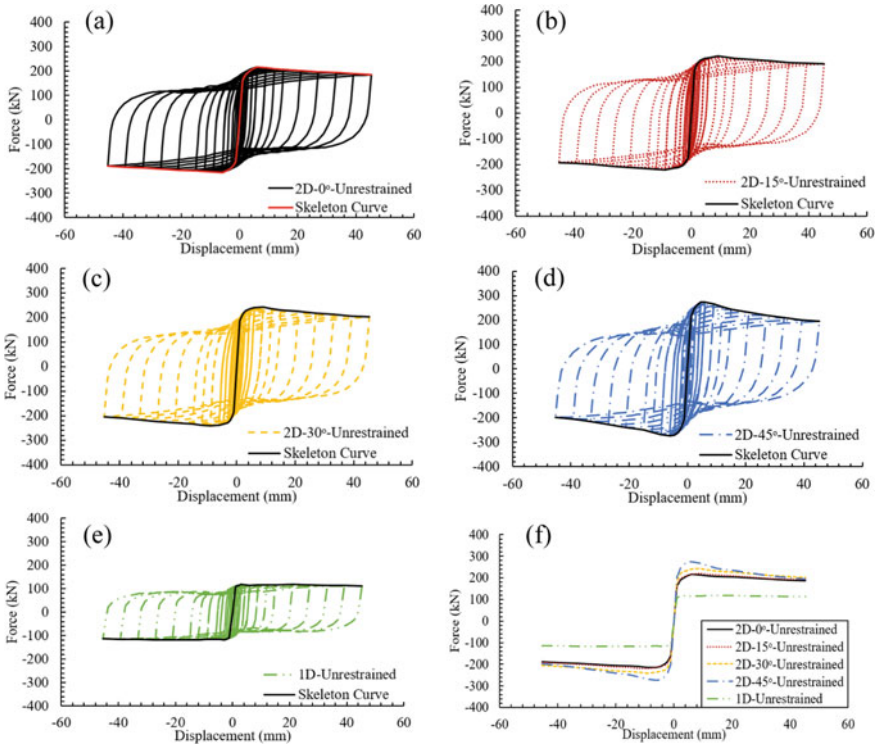 (a)
400
300
200
100
0
-100
-200
-300
-400
Force (kN)
2D-0°-Unrestrained
Skeleton Curve
-60 -40 -20 0 20 40 60
Displacement (mm)
(b)
400
300
200
100
0
-100
-200
-300
-400
Force (kN)
2D-15°-Unrestrained
Skeleton Curve
-60 -40 -20 0 20 40 60
Displacement (mm)
(c)
400
300
200
100
0
-100
-200
-300
-400
Force (kN)
2D-30°-Unrestrained
Skeleton Curve
-60 -40 -20 0 20 40 60
Displacement (mm)
(d)
400
300
200
100
0
-100
-200
-300
-400
Force (kN)
2D-45°-Unrestrained
Skeleton Curve
-60 -40 -20 0 20 40 60
Displacement (mm)
(e)
400
300
200
100
0
-100
-200
-300
-400
Force (kN)
1D-Unrestrained
Skeleton Curve
-60 -40 -20 0 20 40 60
Displacement (mm)
(f)
400
300
200
100
0
-100
-200
-300
-400
Force (kN)
2D-0°-Unrestrained
2D-15°-Unrestrained
2D-30°-Unrestrained
2D-45°-Unrestrained
1D-Unrestrained
-60 -40 -20 0 20 40 60
Displacement (mm)